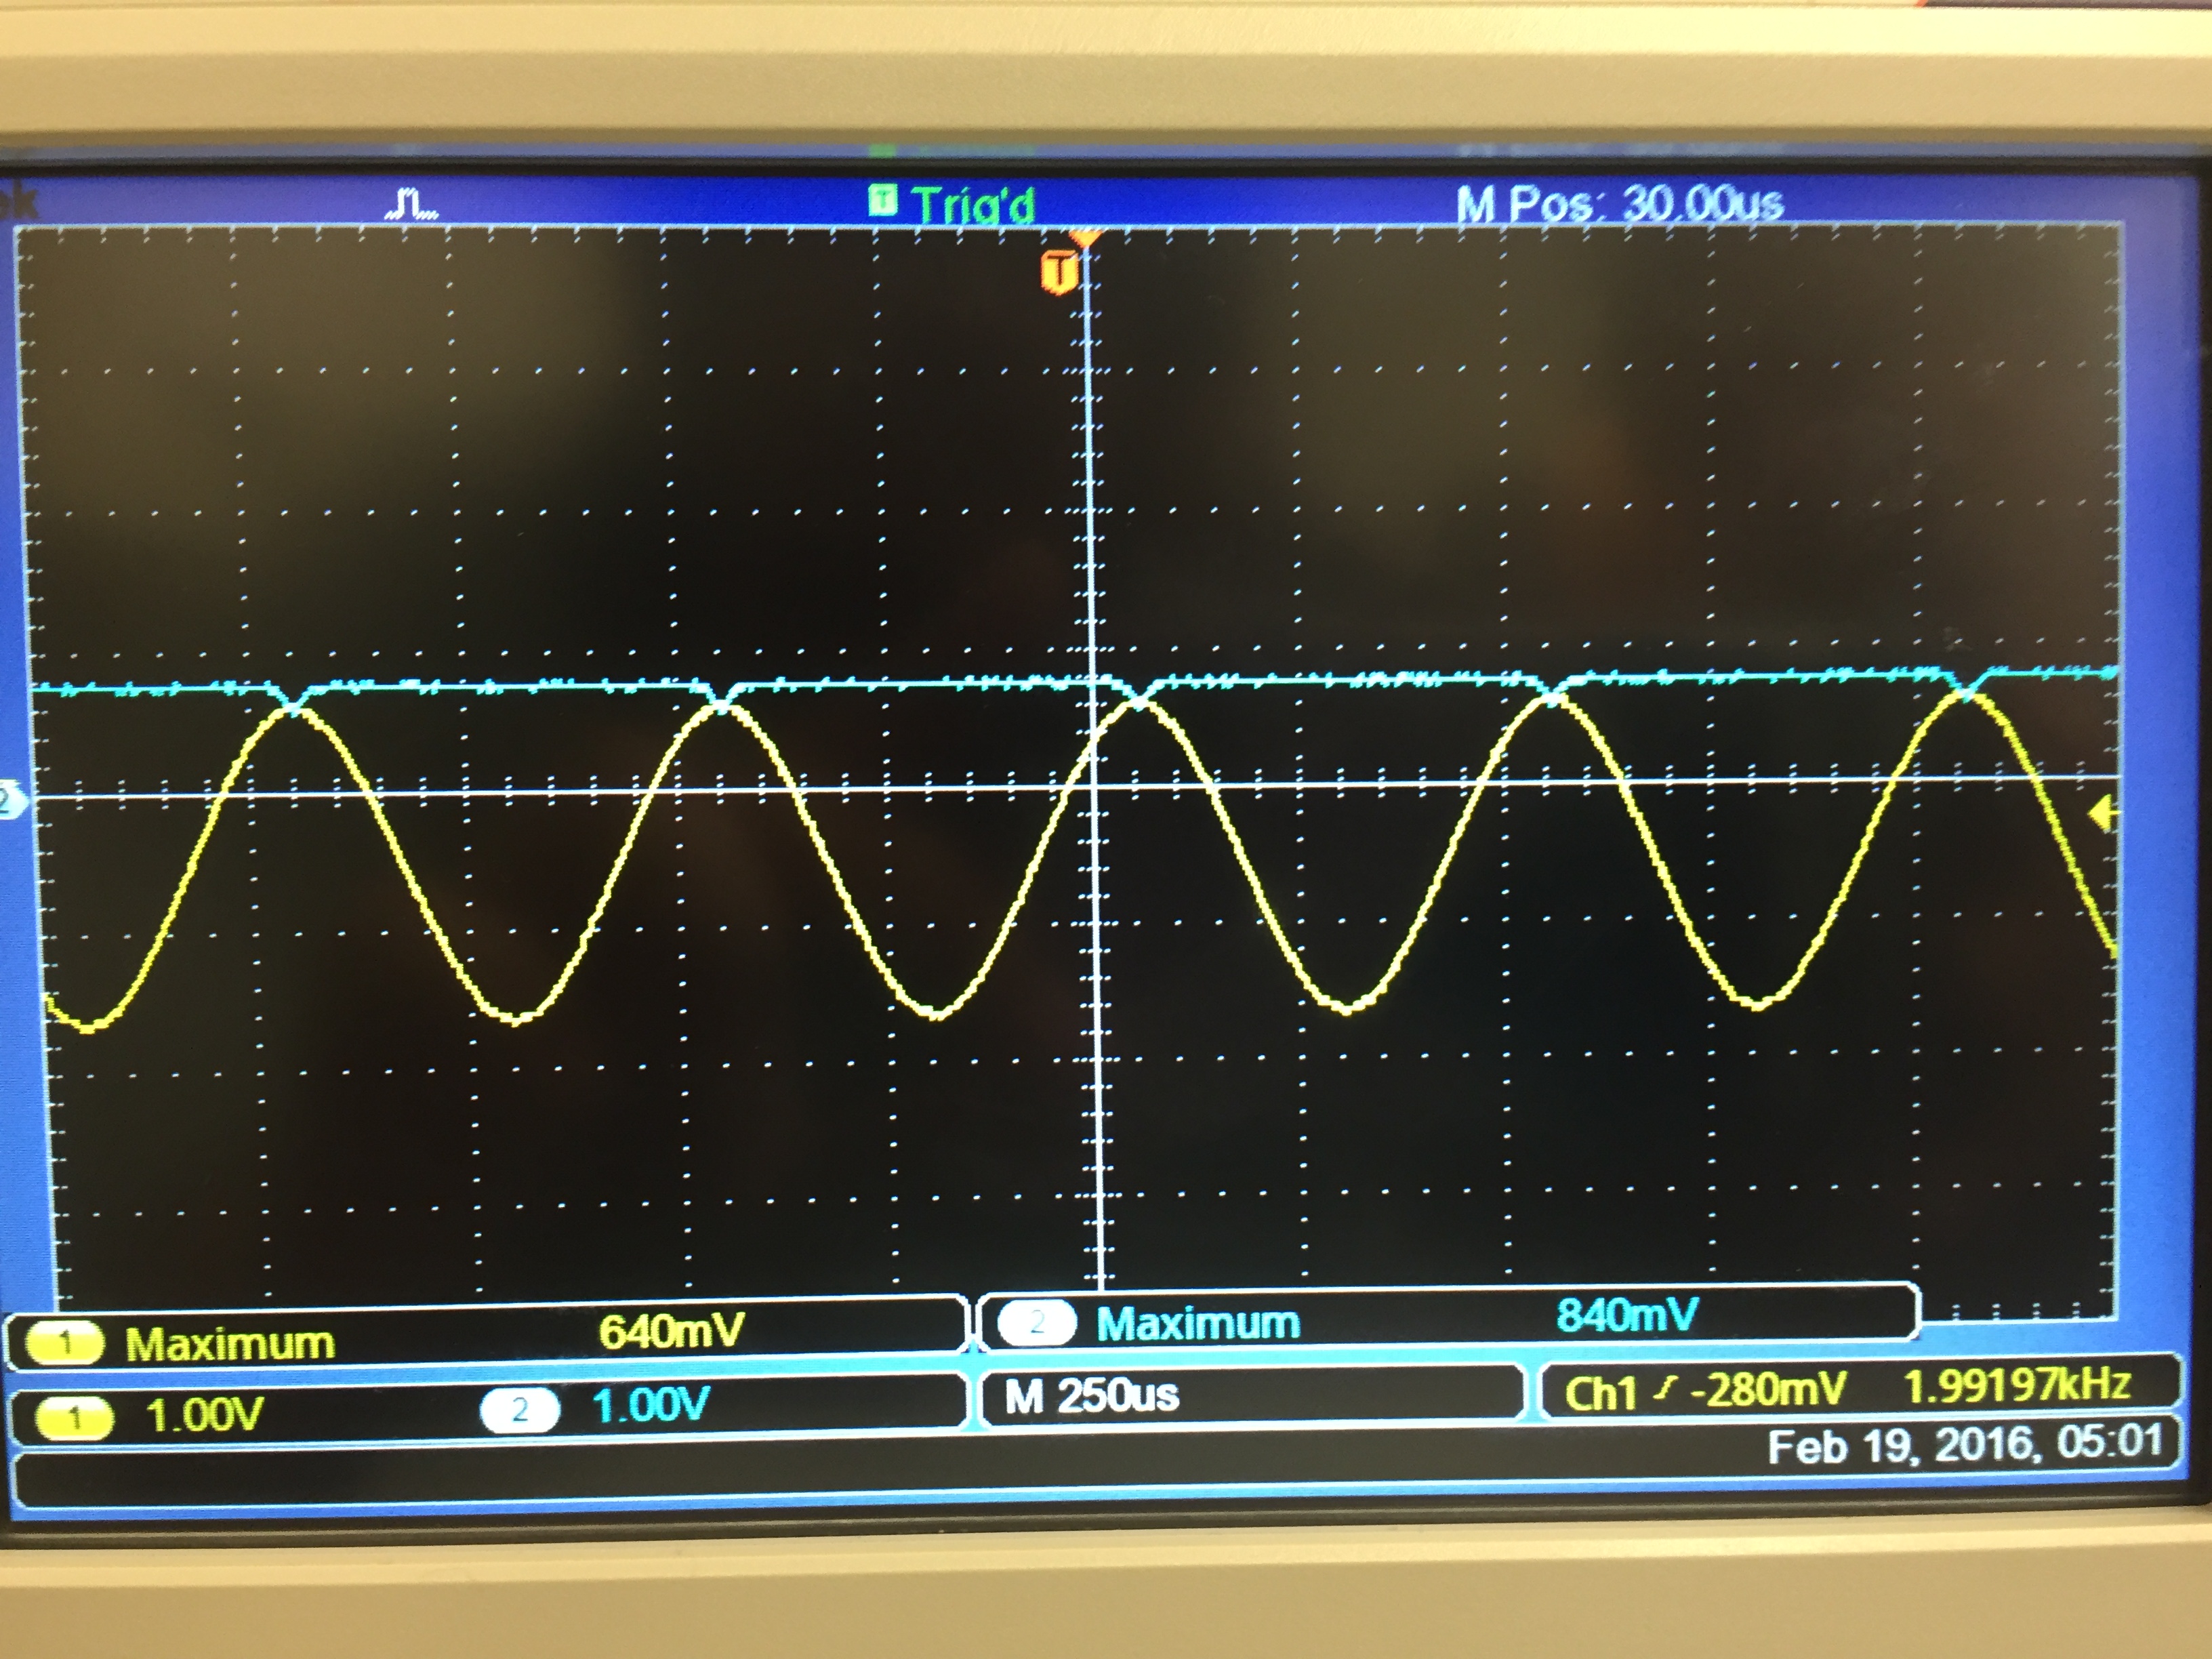 Trig'd M Pos: 30.00us
T
2
1 Maximum 640mV 2 Maximum 840mV
1 1.00V 2 1.00V M 250us Ch1 -280mV 1.99197kHz
Feb 19, 2016, 05:01